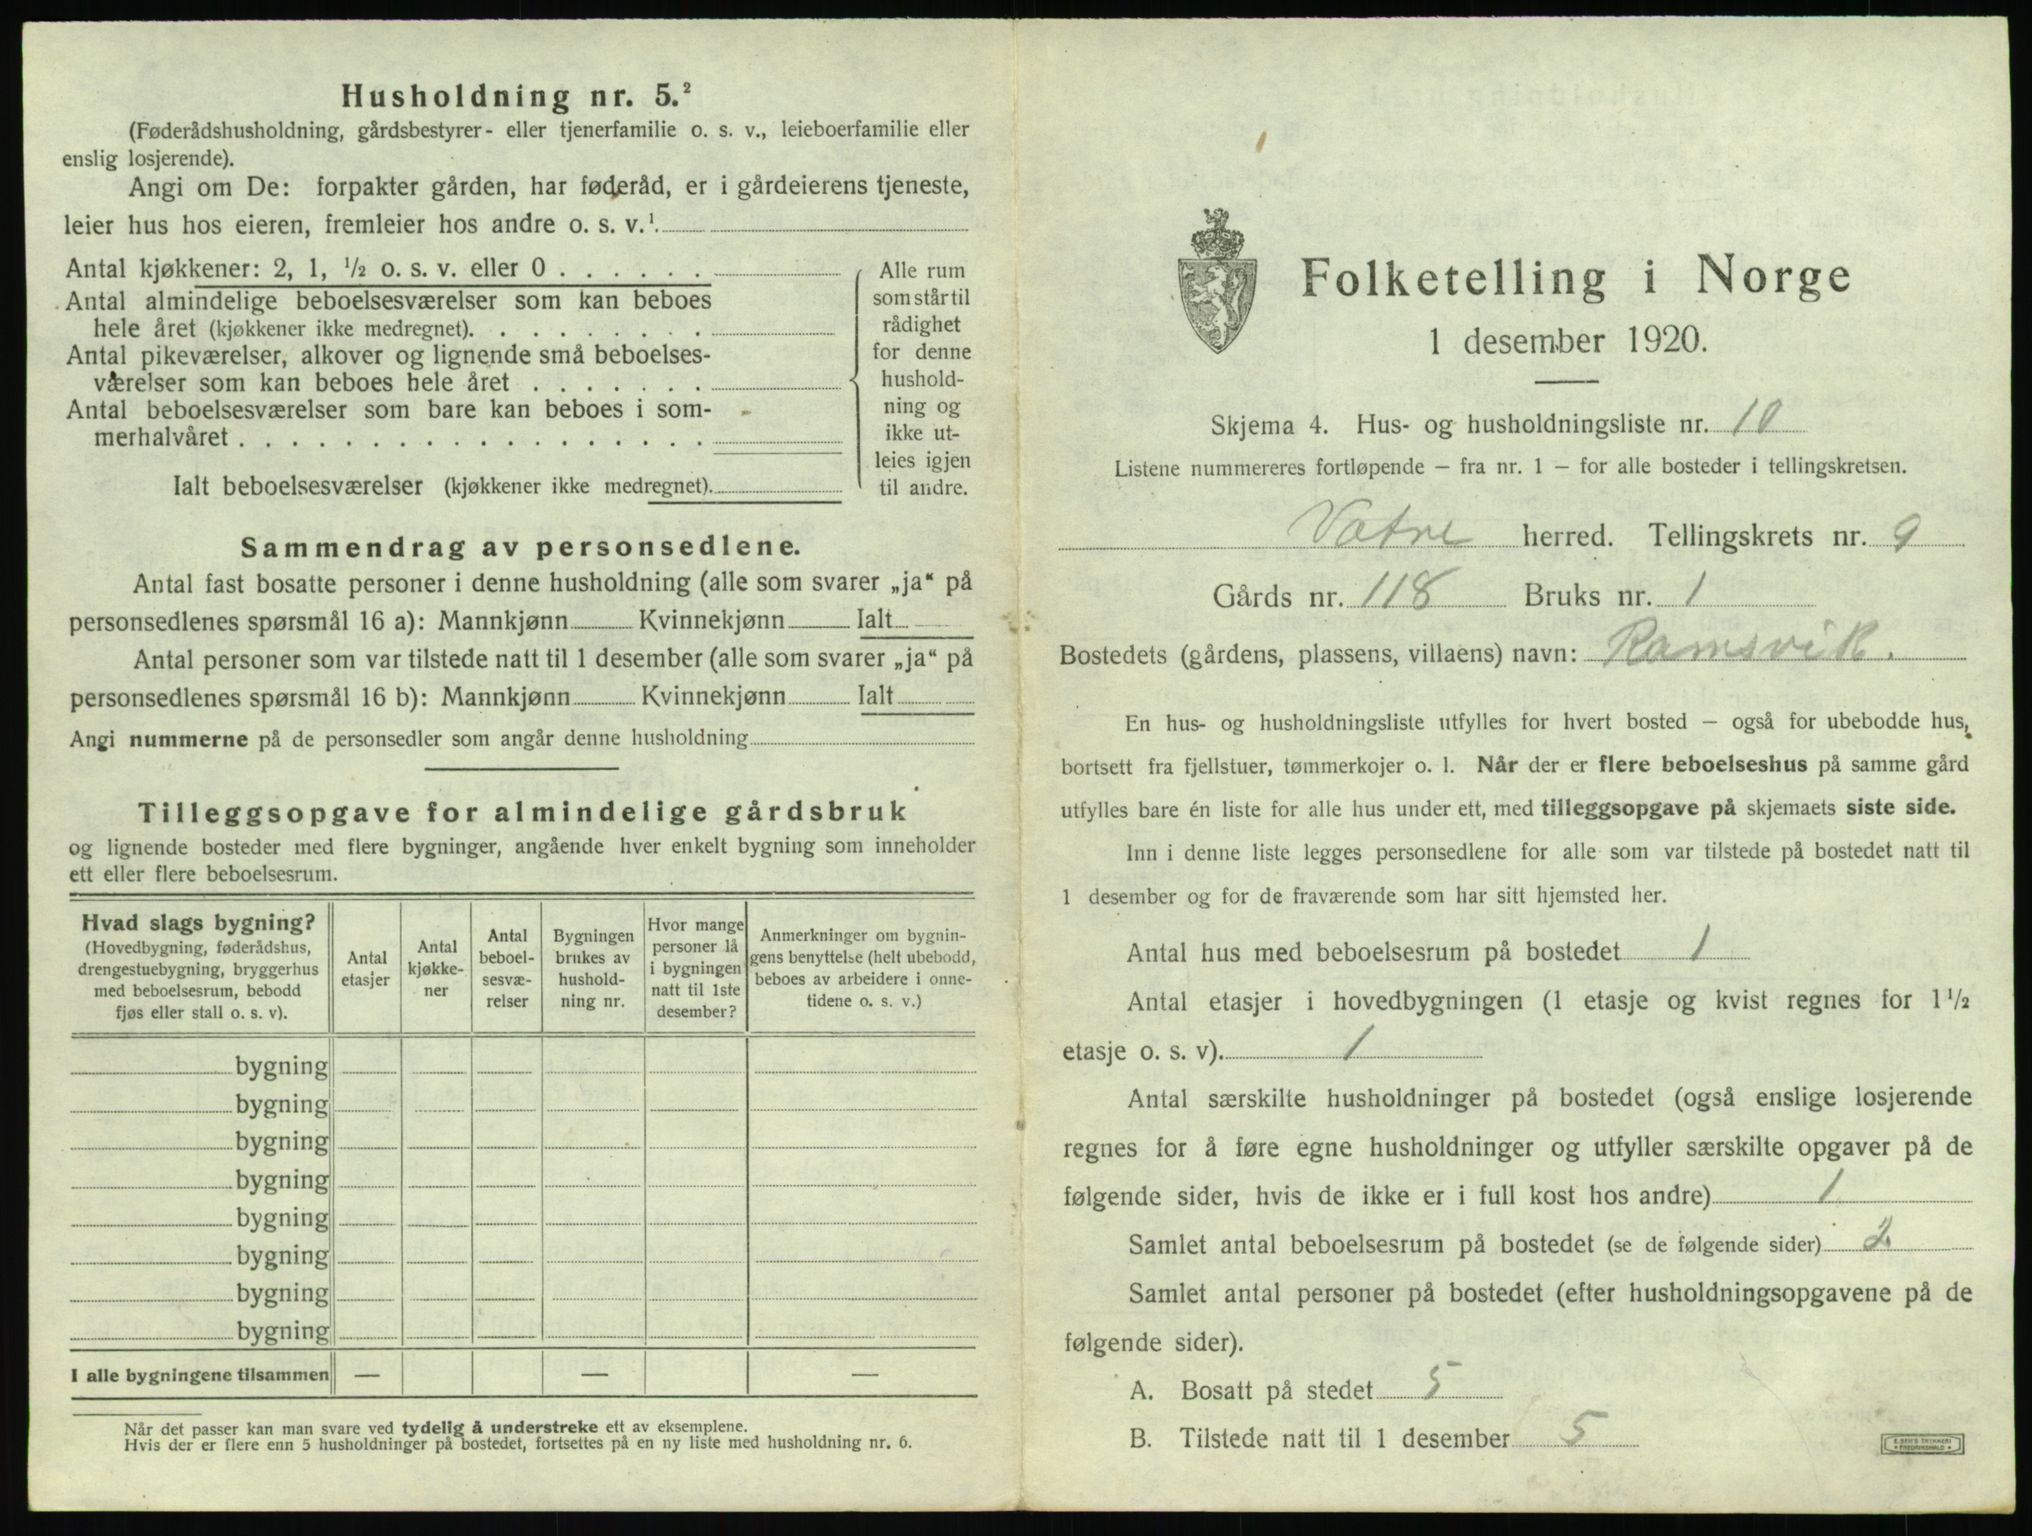 Husholdning nr. 5.²
(Føderådshusholdning, gårdsbestyrer- eller tjenerfamilie o. s. v., leieboerfamilie eller
enslig losjerende).
Angi om De: forpakter gården, har føderåd, er i gårdeierens tjeneste,
leier hus hos eieren, fremleier hos andre o. s. v.¹
Antal kjøkkener: 2, 1, ½ o. s. v. eller 0 . . . . . .
Antal almindelige beboelsesværelser som kan beboes
hele året (kjøkkener ikke medregnet). . . . . . . . .
Antal pikeværelser, alkover og lignende små beboelses-
værelser som kan beboes hele året . . . . . . .
Antal beboelsesværelser som bare kan beboes i som-
merhalvåret . . . . . . . . . . . . . . . . . .
Ialt beboelsesværelser (kjøkkener ikke medregnet).
Alle rum
som står til
rådighet
for denne
hushold-
ning og
ikke ut-
leies igjen
til andre.
Sammendrag av personsedlene.
Antal fast bosatte personer i denne husholdning (alle som svarer „ja“ på
personsedlenes spørsmål 16 a): Mannkjønn Kvinnekjønn Ialt
Antal personer som var tilstede natt til 1 desember (alle som svarer „ja“ på
personsedlenes spørsmål 16 b): Mannkjønn Kvinnekjønn Ialt
Angi nummerne på de personsedler som angår denne husholdning
Tilleggsopgave for almindelige gårdsbruk
og lignende bosteder med flere bygninger, angående hver enkelt bygning som inneholder
ett eller flere beboelsesrum.
Hvad slags bygning?
(Hovedbygning, føderådshus,
drengestuebygning, bryggerhus
med beboelsesrum, bebodd
fjøs eller stall o. s. v).
Antal
etasjer
Antal
kjøkke-
ner
Antal
beboel-
sesvæ-
relser
Bygningen
brukes av
hushold-
ning nr.
Hvor mange
personer lå
i bygningen
natt til 1ste
desember?
Anmerkninger om bygnin-
gens benyttelse (helt ubebodd,
beboes av arbeidere i onne-
tidene o. s. v.)
bygning
bygning
bygning
bygning
bygning
bygning
bygning
bygning
I alle bygningene tilsammen — — —
Når det passer kan man svare ved tydelig å understreke ett av eksemplene.
Hvis der er flere enn 5 husholdninger på bostedet, fortsettes på en ny liste med husholdning nr. 6.
Folketelling i Norge
1 desember 1920.
Skjema 4. Hus- og husholdningsliste nr. 10
Listene nummereres fortløpende – fra nr. 1 – for alle bosteder i tellingskretsen.
Vatne herred. Tellingskrets nr. 9
Gårds nr. 118 Bruks nr. 1
Bostedets (gårdens, plassens, villaens) navn: Ramsvik.
En hus- og husholdningsliste utfylles for hvert bosted – også for ubebodde hus,
bortsett fra fjellstuer, tømmerkojer o. l. Når der er flere beboelseshus på samme gård
utfylles bare én liste for alle hus under ett, med tilleggsopgave på skjemaets siste side.
Inn i denne liste legges personsedlene for alle som var tilstede på bostedet natt til
1 desember og for de fraværende som har sitt hjemsted her.
Antal hus med beboelsesrum på bostedet 1
Antal etasjer i hovedbygningen (1 etasje og kvist regnes for 1 ½
etasje o. s. v). 1
Antal særskilte husholdninger på bostedet (også enslige losjerende
regnes for å føre egne husholdninger og utfyller særskilte opgaver på de
følgende sider, hvis de ikke er i full kost hos andre) 1
Samlet antal beboelsesrum på bostedet (se de følgende sider) 2
Samlet antal personer på bostedet (efter husholdningsopgavene på de
følgende sider).
A. Bosatt på stedet 5
B. Tilstede natt til 1 desember 5